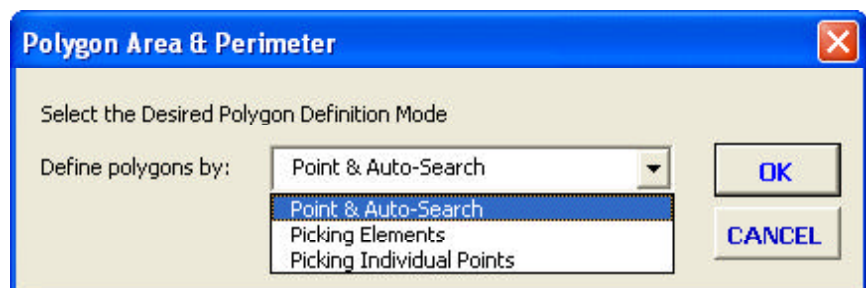 Polygon Area & Perimeter
Select the Desired Polygon Definition Mode
Define polygons by: Point & Auto-Search OK
Point & Auto-Search
Picking Elements CANCEL
Picking Individual Points